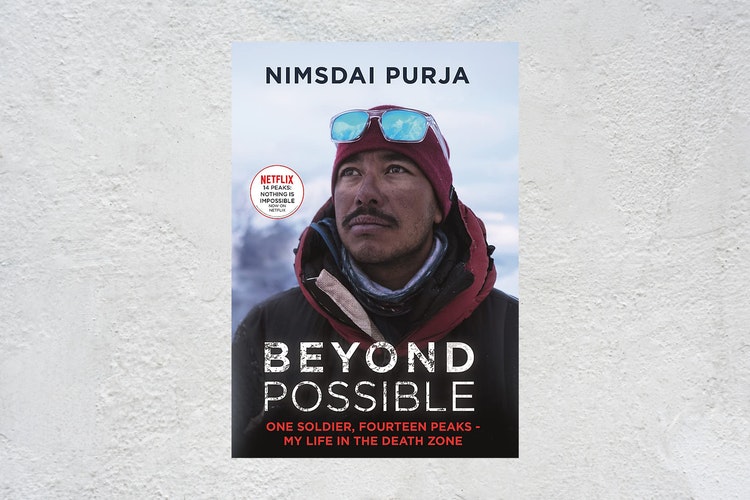 NIMSDAI PURJA
NETFLIX
14 PEAKS:
NOTHING IS
IMPOSSIBLE
NOW ON
NETFLIX
BEYOND
POSSIBLE
ONE SOLDIER, FOURTEEN PEAKS -
MY LIFE IN THE DEATH ZONE